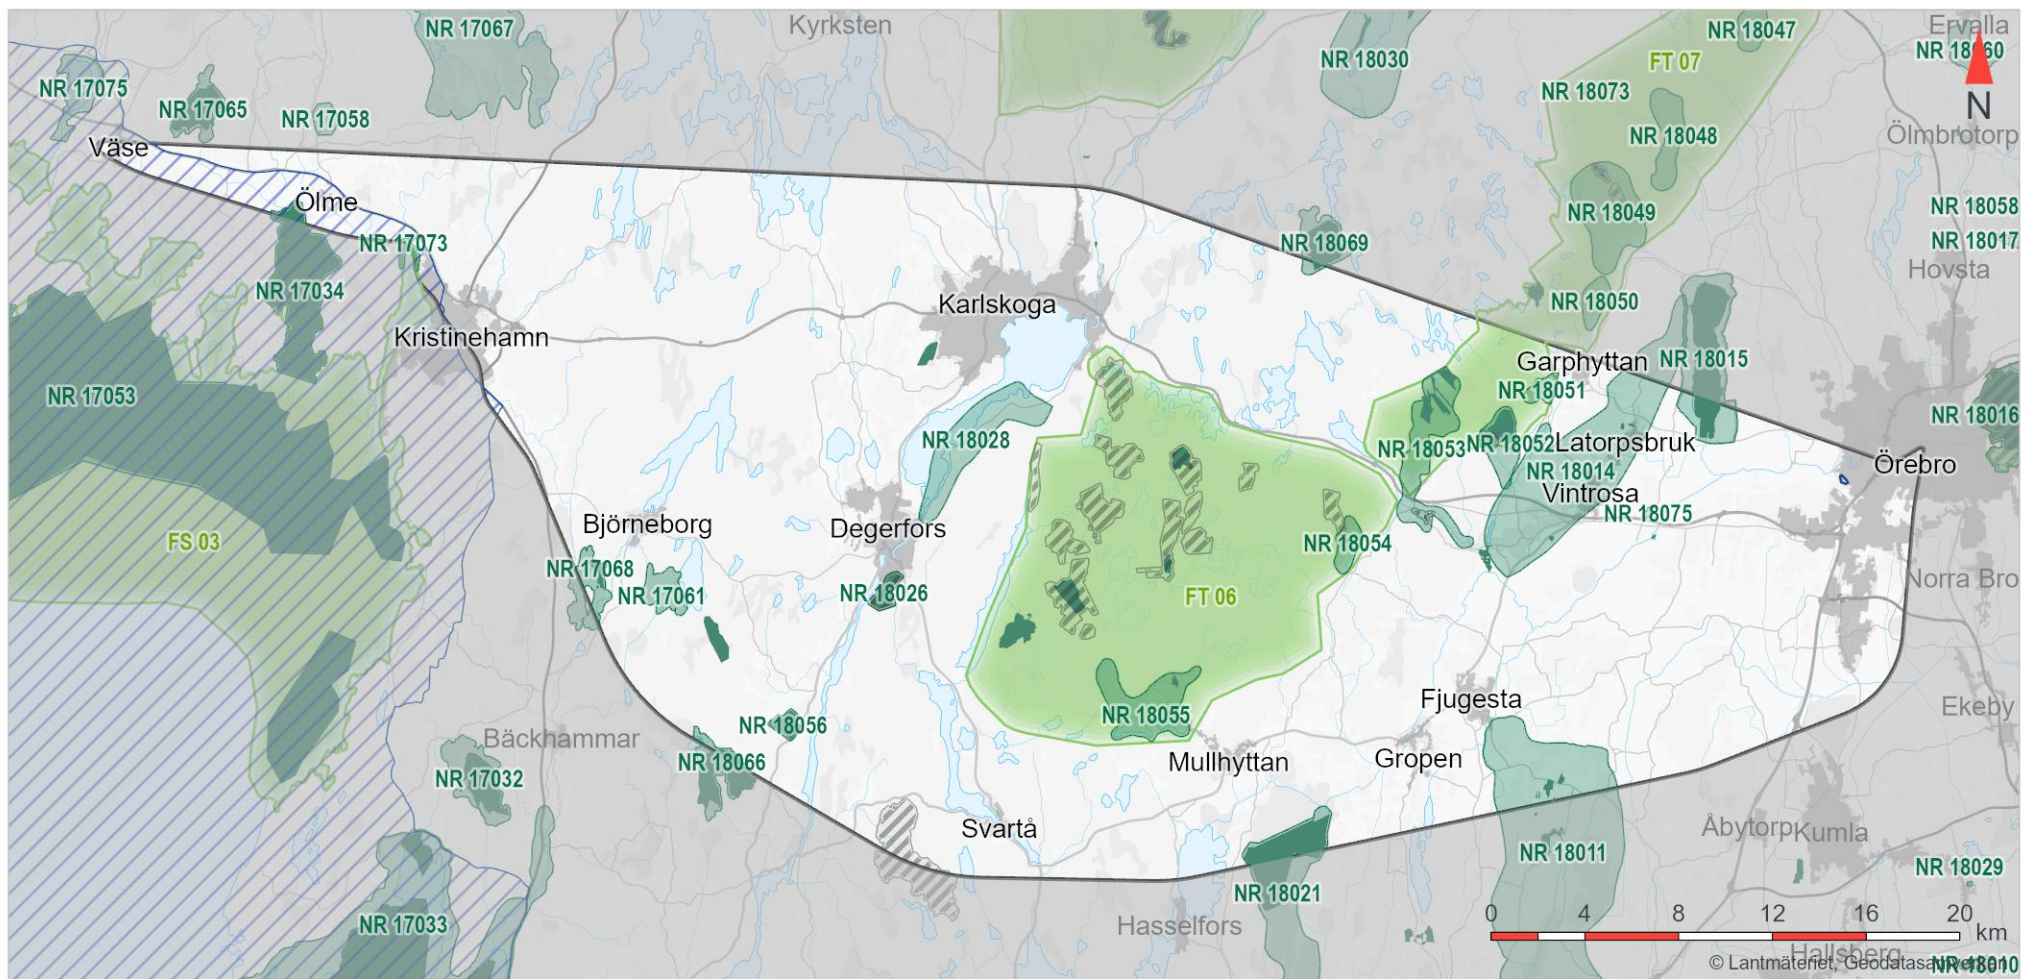 Kyrksten
NR 17067
Ervalla
NR 18047
NR 18030
FT 07
NR 17075
NR 18073
NR 17065
NR 17058
N
NR 18048
Ölmbrotorp
Väse
Ölme
NR 18049
NR 18058
NR 17073
NR 18069
NR 18017
Hovsta
NR 17034
Karlskoga
NR 18050
Kristinehamn
Garphyttan
NR 18015
NR 17053
NR 18051
NR 18016
NR 18028
NR 18053
NR 18052
Latorpsbruk
NR 18014
Örebro
Vintrosa
NR 18075
Björneborg
Degerfors
FS 03
NR 18054
NR 17068
NR 17061
NR 18026
FT 06
Norra Bro
Fjugesta
Ekeby
NR 18056
NR 18055
Bäckhammar
NR 18066
Mullhyttan
Gropen
NR 17032
Svartå
Åbytorp
Kumla
NR 18011
NR 18029
NR 18021
NR 17033
Hasselfors
0 4 8 12 16 20
km
Hallsberg
© Lantmäteriet,